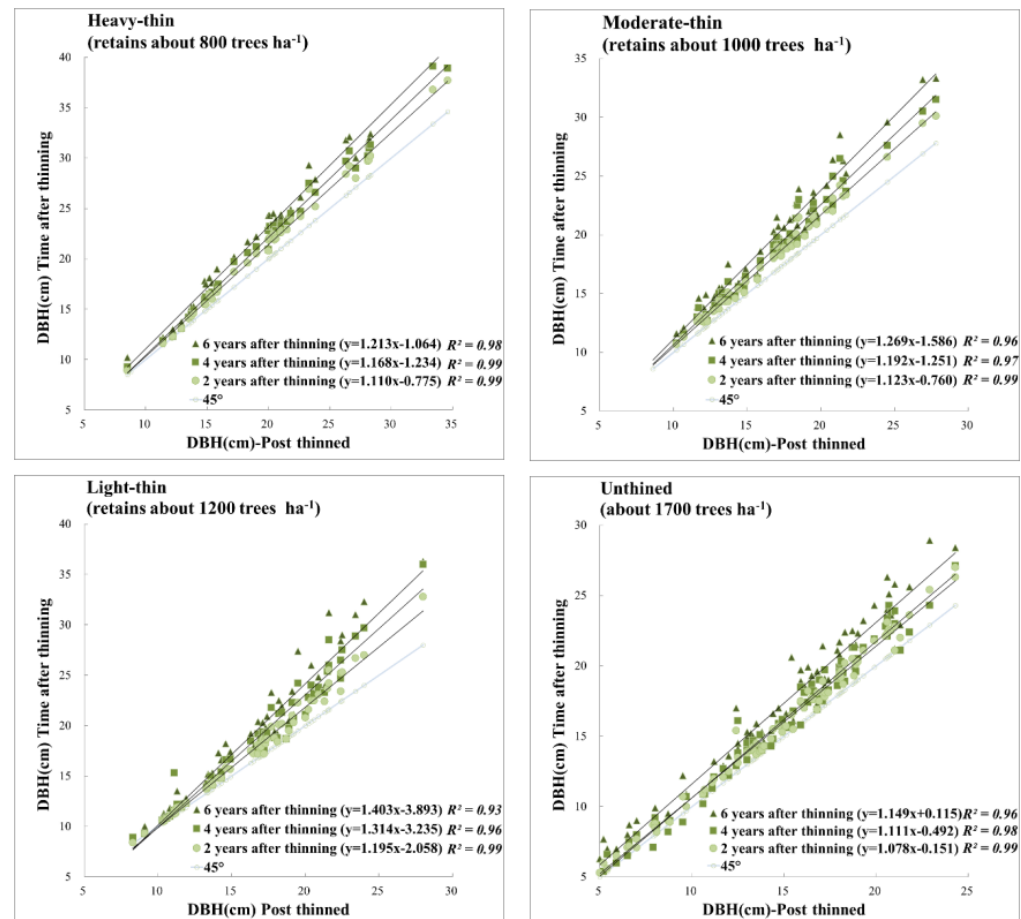 Heavy-thin
(retains about 800 trees ha⁻¹)
40
35
30
25
20
15
10
5
DBH(cm) Time after thinning
6 years after thinning (y=1.213x-1.064) R² = 0.98
4 years after thinning (y=1.168x-1.234) R² = 0.99
2 years after thinning (y=1.110x-0.775) R² = 0.99
45°
5 10 15 20 25 30 35
DBH(cm)-Post thinned
Moderate-thin
(retains about 1000 trees ha⁻¹)
35
30
25
20
15
10
5
DBH(cm) Time after thinning
6 years after thinning (y=1.269x-1.586) R² = 0.96
4 years after thinning (y=1.192x-1.251) R² = 0.97
2 years after thinning (y=1.123x-0.760) R² = 0.99
45°
5 10 15 20 25 30
DBH(cm)-Post thinned
Light-thin
(retains about 1200 trees ha⁻¹)
40
35
30
25
20
15
10
5
DBH(cm) Time after thinning
6 years after thinning (y=1.403x-3.893) R² = 0.93
4 years after thinning (y=1.314x-3.235) R² = 0.96
2 years after thinning (y=1.195x-2.058) R² = 0.99
45°
5 10 15 20 25 30
DBH(cm) Post thinned
Unthined
(about 1700 trees ha⁻¹)
30
25
20
15
10
5
DBH(cm) Time after thinning
6 years after thinning (y=1.149x+0.115) R² = 0.96
4 years after thinning (y=1.111x-0.492) R² = 0.98
2 years after thinning (y=1.078x-0.151) R² = 0.99
45°
5 10 15 20 25
DBH(cm)-Post thinned